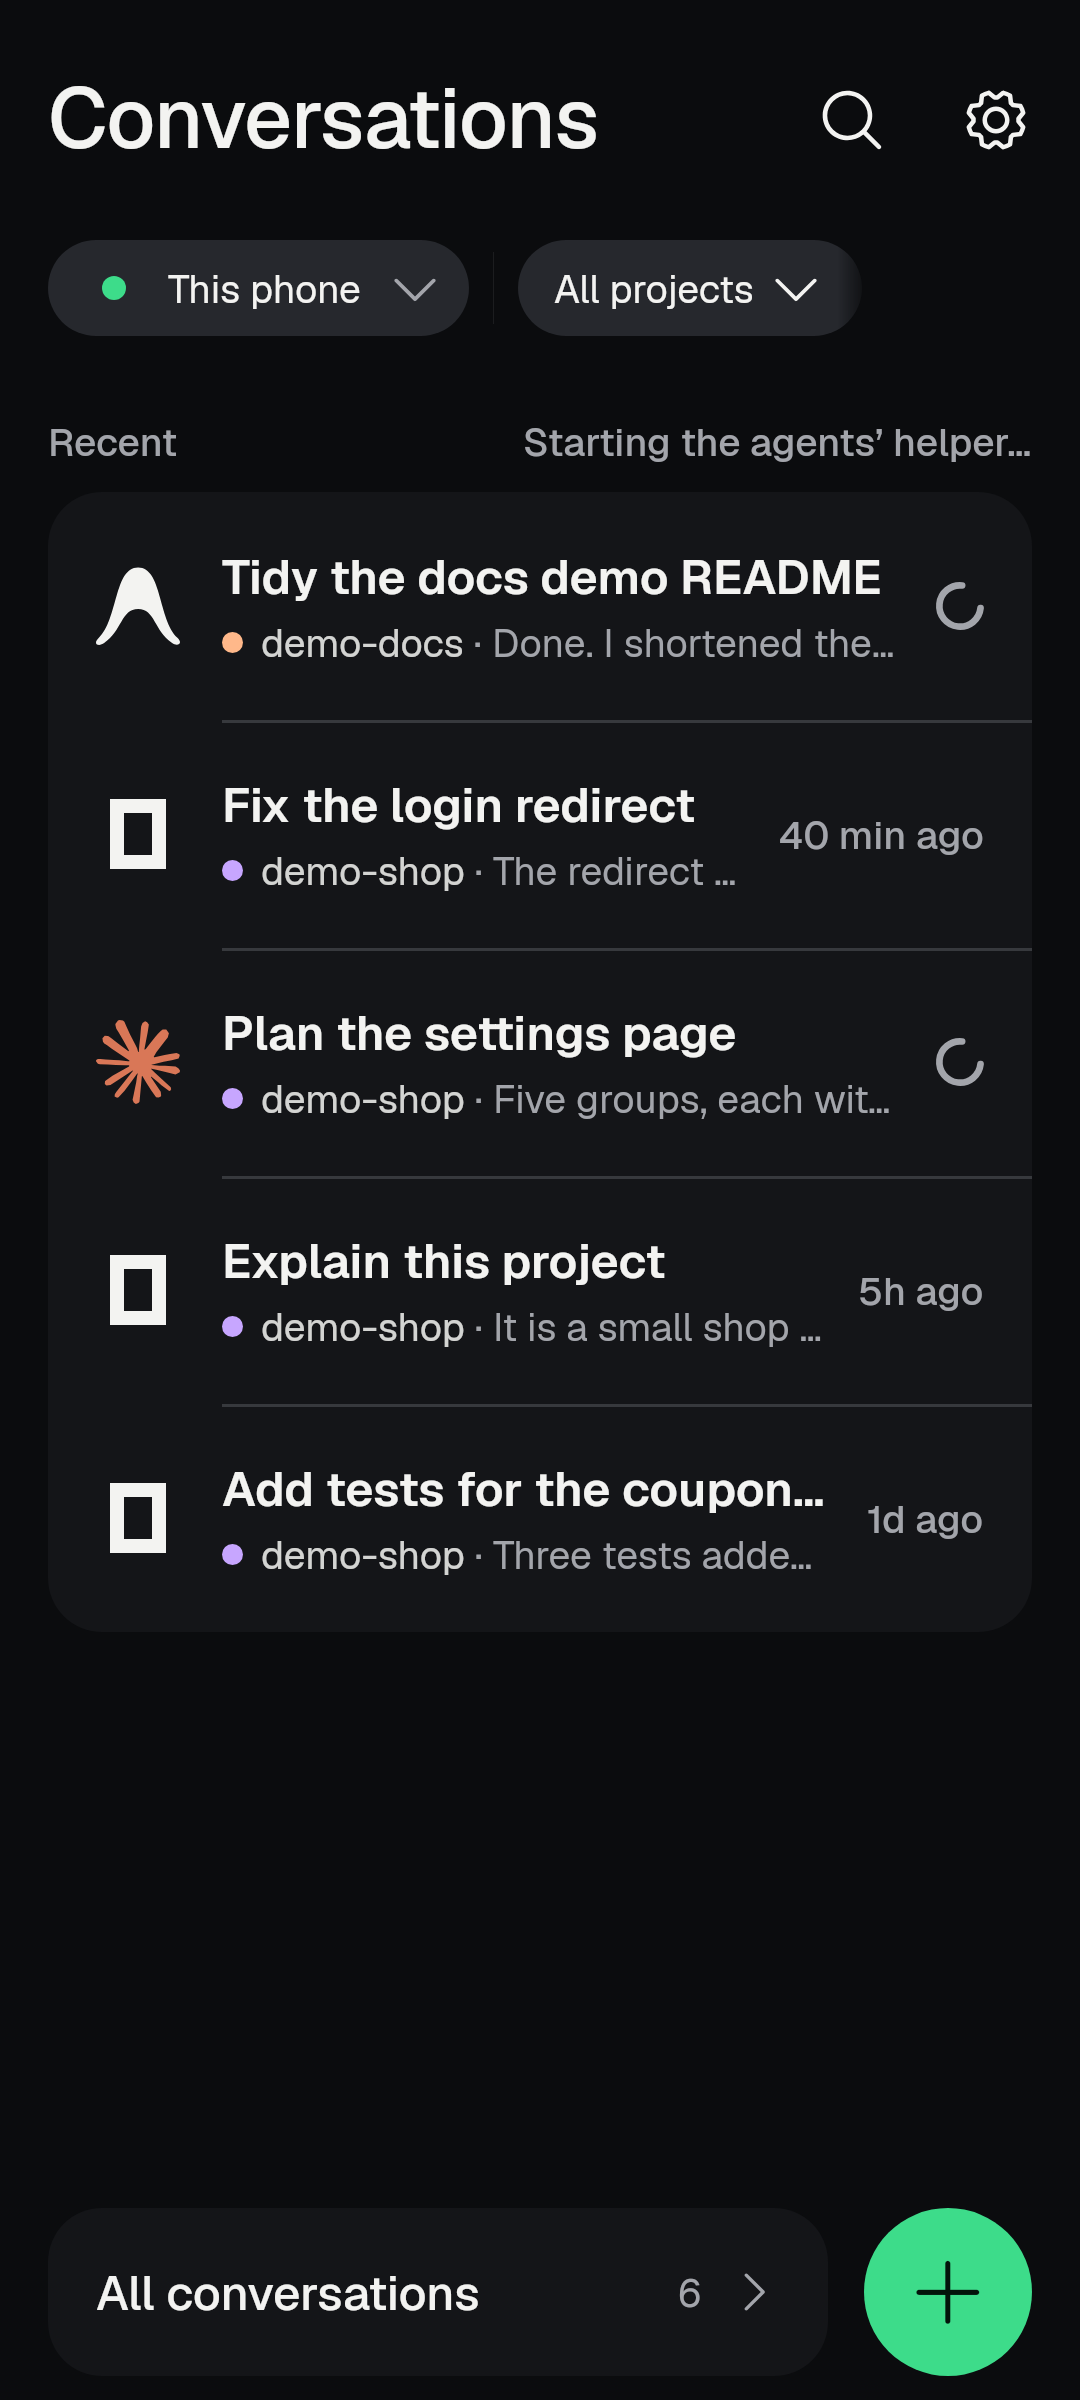 Conversations
This phone
All projects
Recent
Starting the agents’ helper…
Tidy the docs demo README
demo-docs · Done. I shortened the…
Fix the login redirect
demo-shop · The redirect …
40 min ago
Plan the settings page
demo-shop · Five groups, each wit…
Explain this project
demo-shop · It is a small shop …
5h ago
Add tests for the coupon…
demo-shop · Three tests adde…
1d ago
All conversations
6